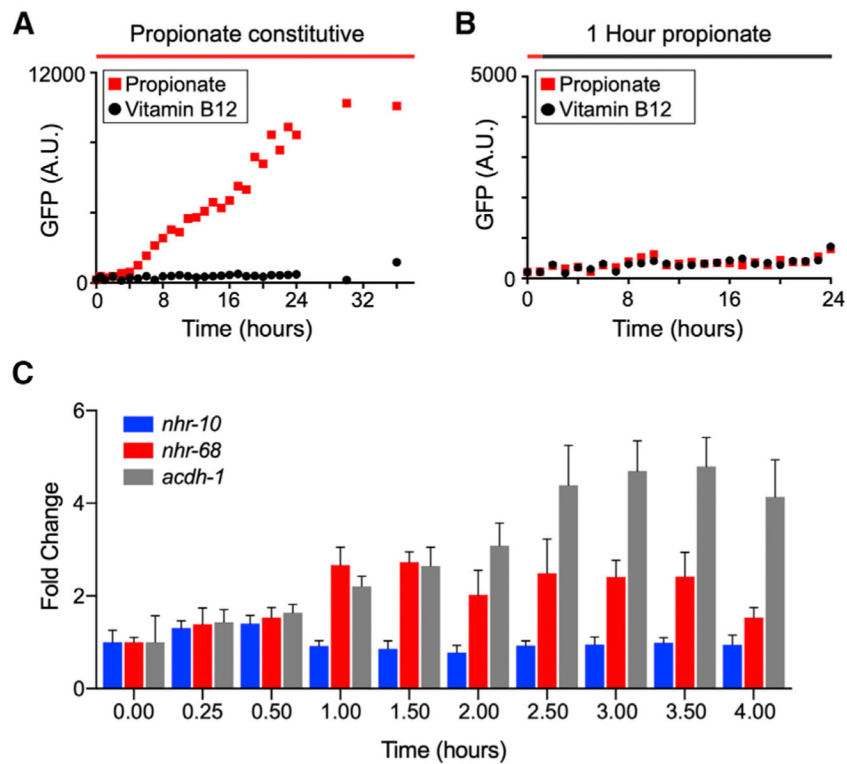 A
Propionate constitutive
12000
Propionate
Vitamin B12
GFP (A.U.)
0
0 8 16 24 32
Time (hours)
B
1 Hour propionate
5000
Propionate
Vitamin B12
GFP (A.U.)
0
0 8 16 24
Time (hours)
C
6
nhr-10
nhr-68
acdh-1
4
Fold Change
2
0
0.00 0.25 0.50 1.00 1.50 2.00 2.50 3.00 3.50 4.00
Time (hours)